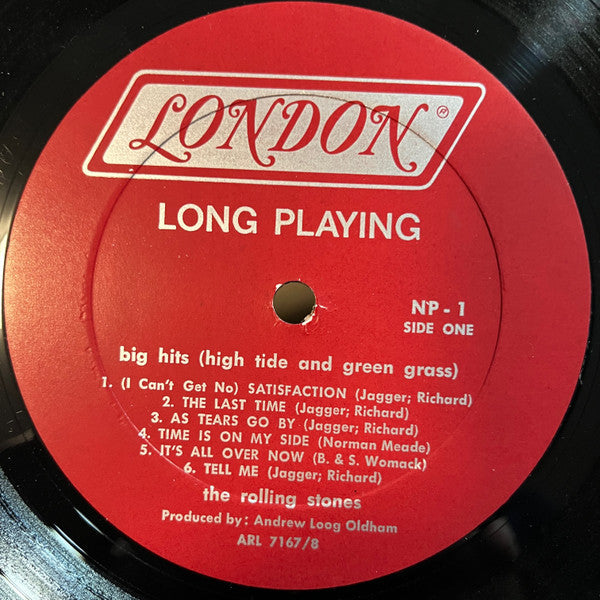 LONDON ®
LONG PLAYING
NP - 1
SIDE ONE
big hits (high tide and green grass)
1. (I Can't Get No) SATISFACTION (Jagger; Richard)
2. THE LAST TIME (Jagger; Richard)
3. AS TEARS GO BY (Jagger; Richard)
4. TIME IS ON MY SIDE (Norman Meade)
5. IT'S ALL OVER NOW (B. & S. Womack)
6. TELL ME (Jagger; Richard)
the rolling stones
Produced by: Andrew Loog Oldham
ARL 7167/8